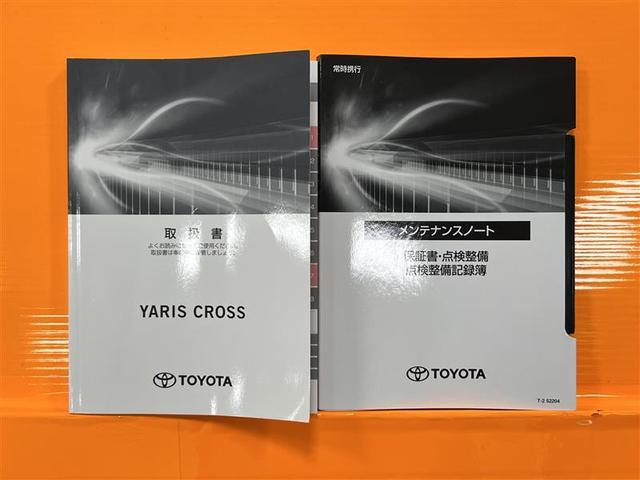 取扱書
YARIS CROSS
TOYOTA
常時携行
メンテナンスノート
保証書・点検整備
点検整備記録簿
TOYOTA
T-2 52204